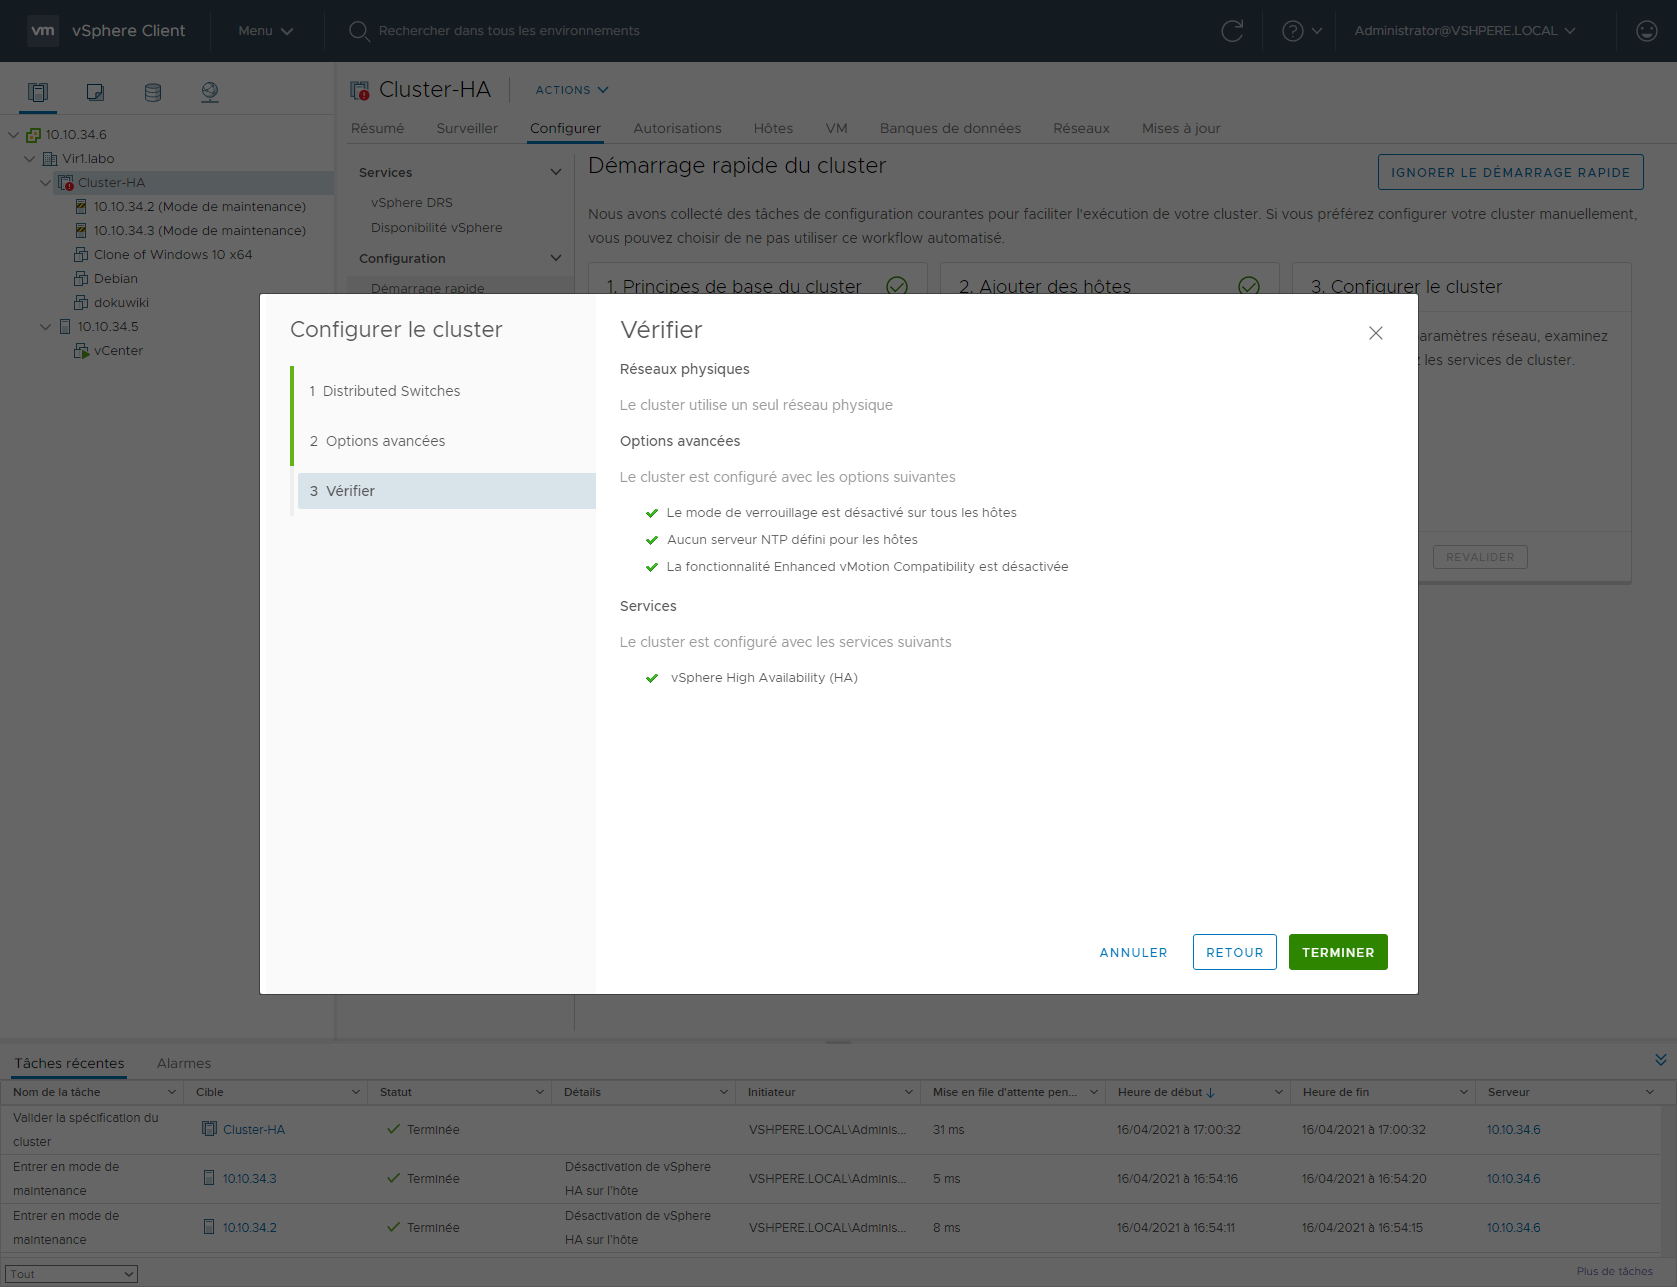 vm vSphere Client Menu Rechercher dans tous les environnements Administrator@VSHPERE.LOCAL
10.10.34.6
Vir1.labo
Cluster-HA
10.10.34.2 (Mode de maintenance)
10.10.34.3 (Mode de maintenance)
Clone of Windows 10 x64
Debian
dokuwiki
10.10.34.5
vCenter
Cluster-HA ACTIONS
Résumé Surveiller Configurer Autorisations Hôtes VM Banques de données Réseaux Mises à jour
Services
vSphere DRS
Disponibilité vSphere
Configuration
Démarrage rapide
Démarrage rapide du cluster
IGNORER LE DÉMARRAGE RAPIDE
Nous avons collecté des tâches de configuration courantes pour faciliter l'exécution de votre cluster. Si vous préférez configurer votre cluster manuellement,
vous pouvez choisir de ne pas utiliser ce workflow automatisé.
1. Principes de base du cluster 2. Ajouter des hôtes 3. Configurer le cluster
aramètres réseau, examinez
les services de cluster.
REVALIDER
Configurer le cluster
1 Distributed Switches
2 Options avancées
3 Vérifier
Vérifier
Réseaux physiques
Le cluster utilise un seul réseau physique
Options avancées
Le cluster est configuré avec les options suivantes
Le mode de verrouillage est désactivé sur tous les hôtes
Aucun serveur NTP défini pour les hôtes
La fonctionnalité Enhanced vMotion Compatibility est désactivée
Services
Le cluster est configuré avec les services suivants
vSphere High Availability (HA)
ANNULER RETOUR TERMINER
Tâches récentes Alarmes
Nom de la tâche Cible Statut Détails Initiateur Mise en file d'attente pen... Heure de début Heure de fin Serveur
Valider la spécification du
cluster
Cluster-HA Terminée VSHPERE.LOCAL\Adminis... 31 ms 16/04/2021 à 17:00:32 16/04/2021 à 17:00:32 10.10.34.6
Entrer en mode de
maintenance
10.10.34.3 Terminée
Désactivation de vSphere
HA sur l'hôte
VSHPERE.LOCAL\Adminis... 5 ms 16/04/2021 à 16:54:16 16/04/2021 à 16:54:20 10.10.34.6
Entrer en mode de
maintenance
10.10.34.2 Terminée
Désactivation de vSphere
HA sur l'hôte
VSHPERE.LOCAL\Adminis... 8 ms 16/04/2021 à 16:54:11 16/04/2021 à 16:54:15 10.10.34.6
Tout
Plus de tâches